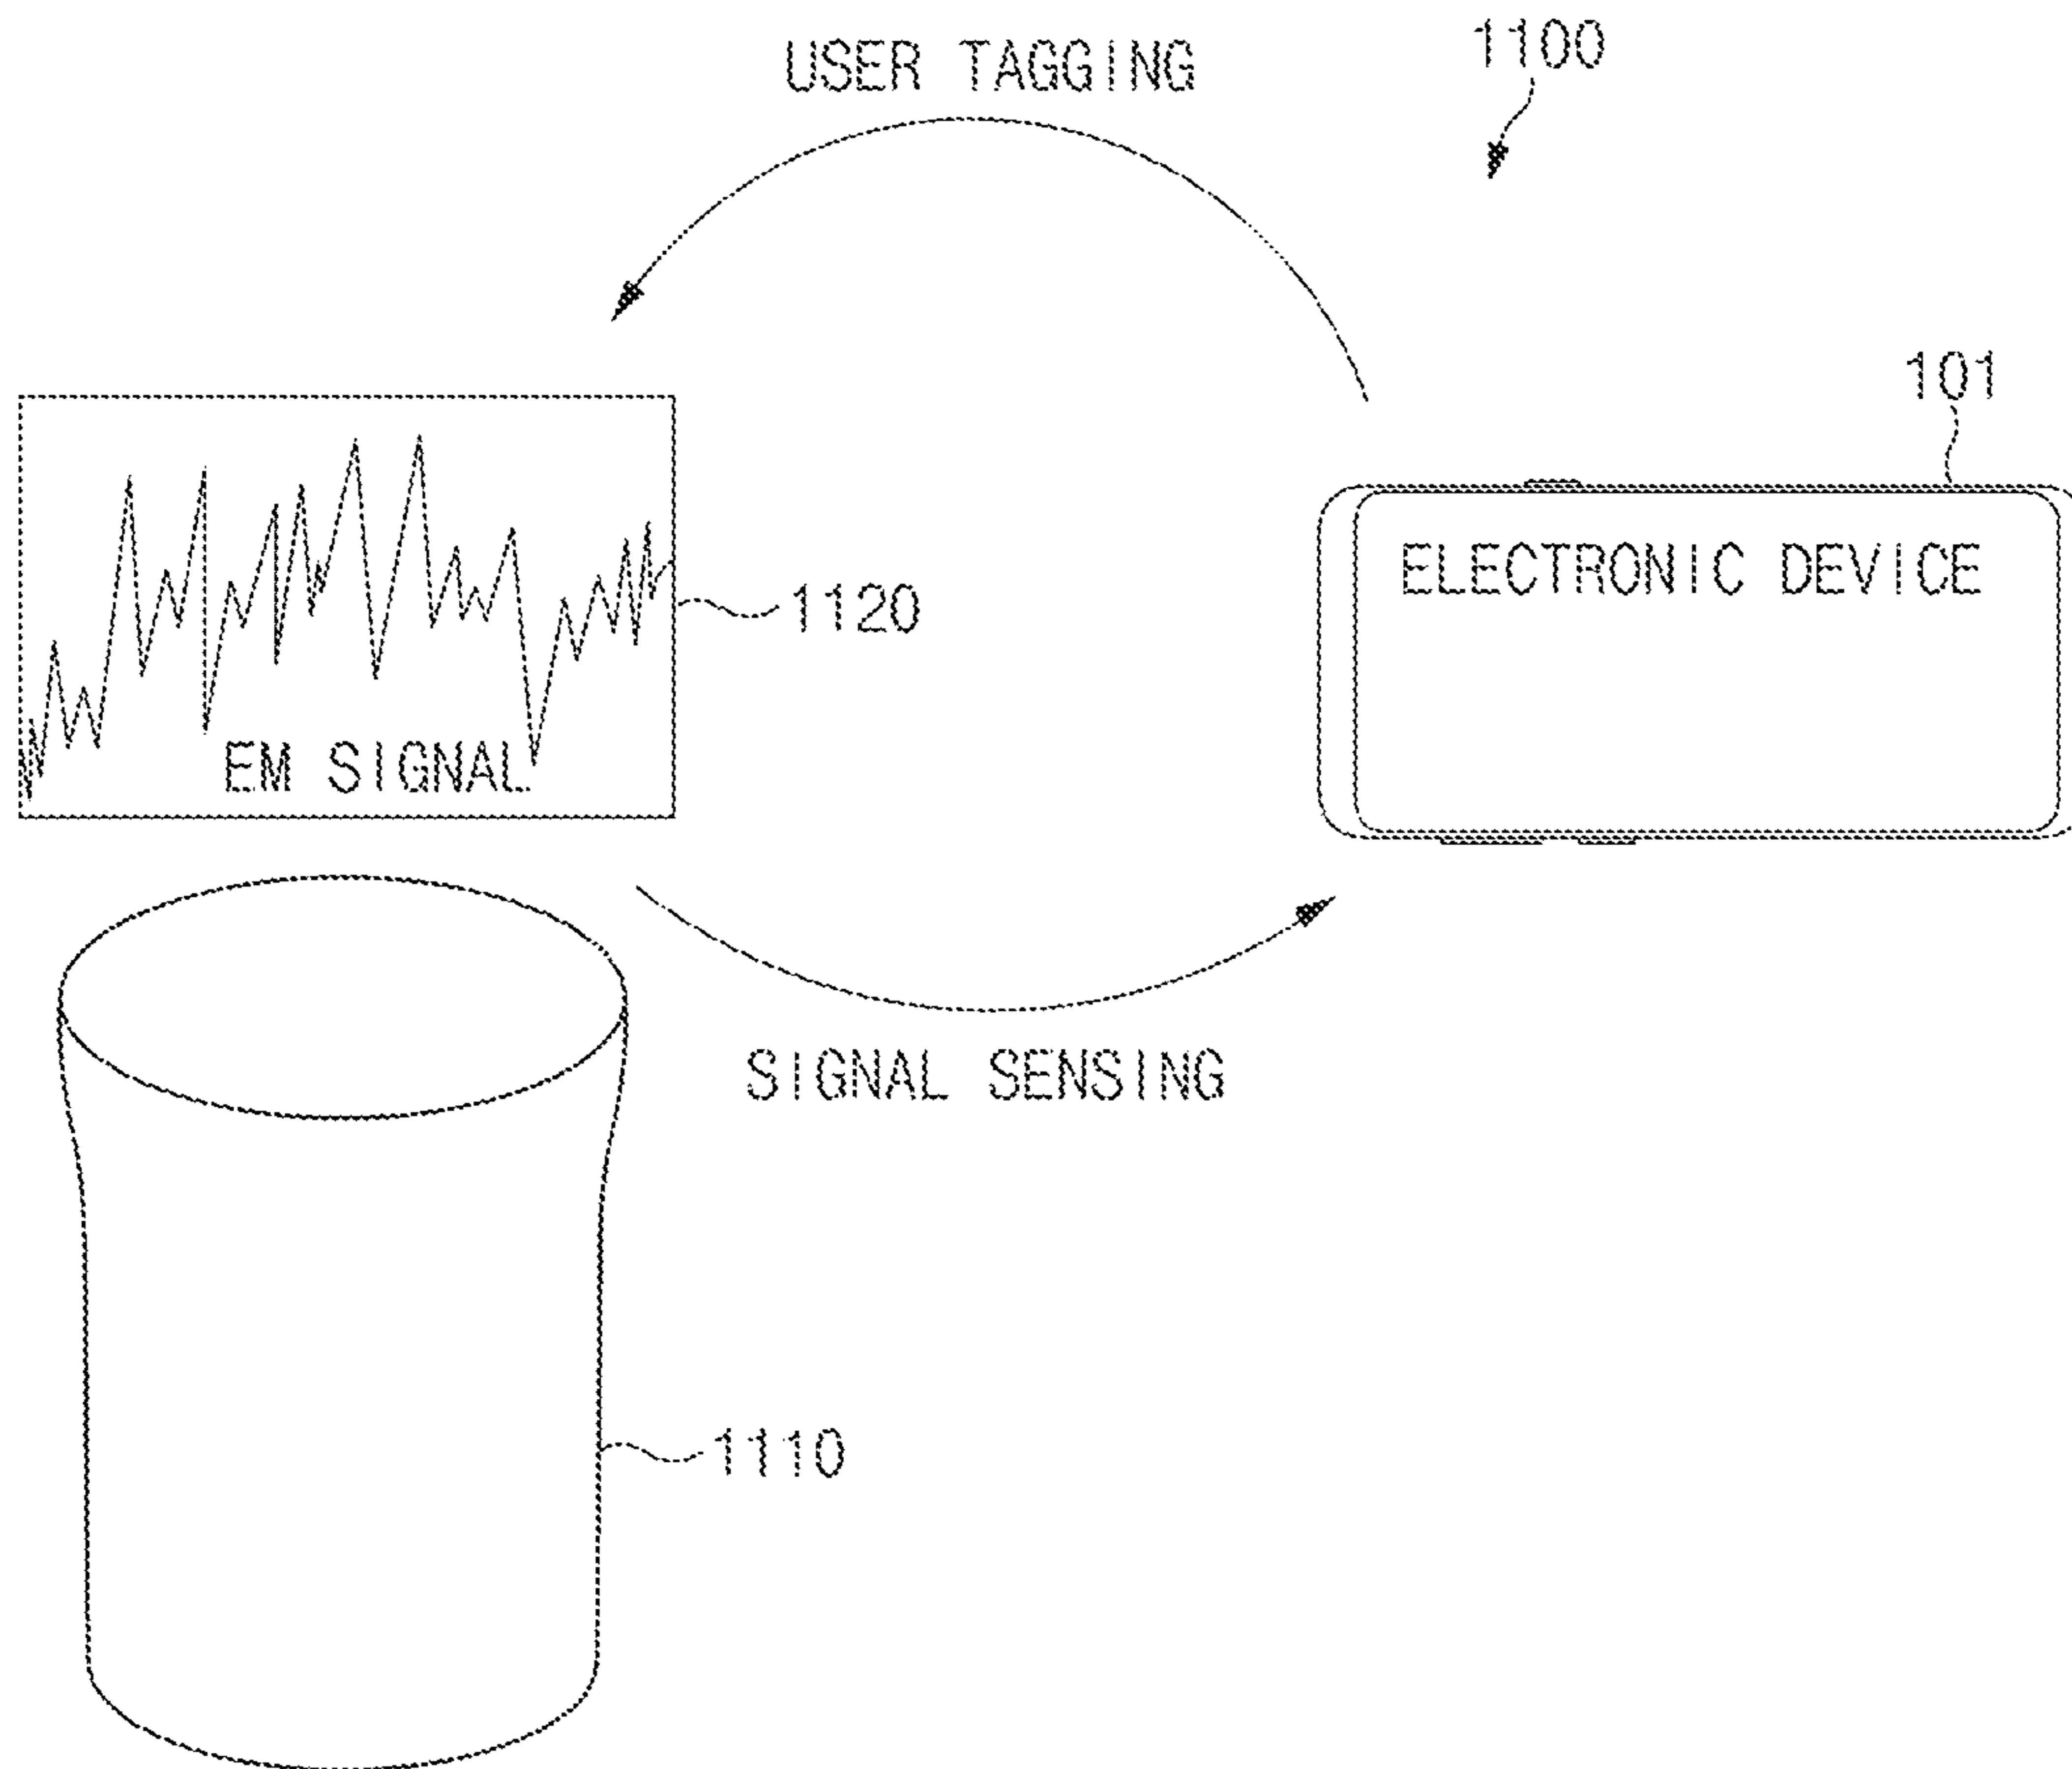 1100
USER TAGGING
101
ELECTRONIC DEVICE
1120
EM SIGNAL
SIGNAL SENSING
1110